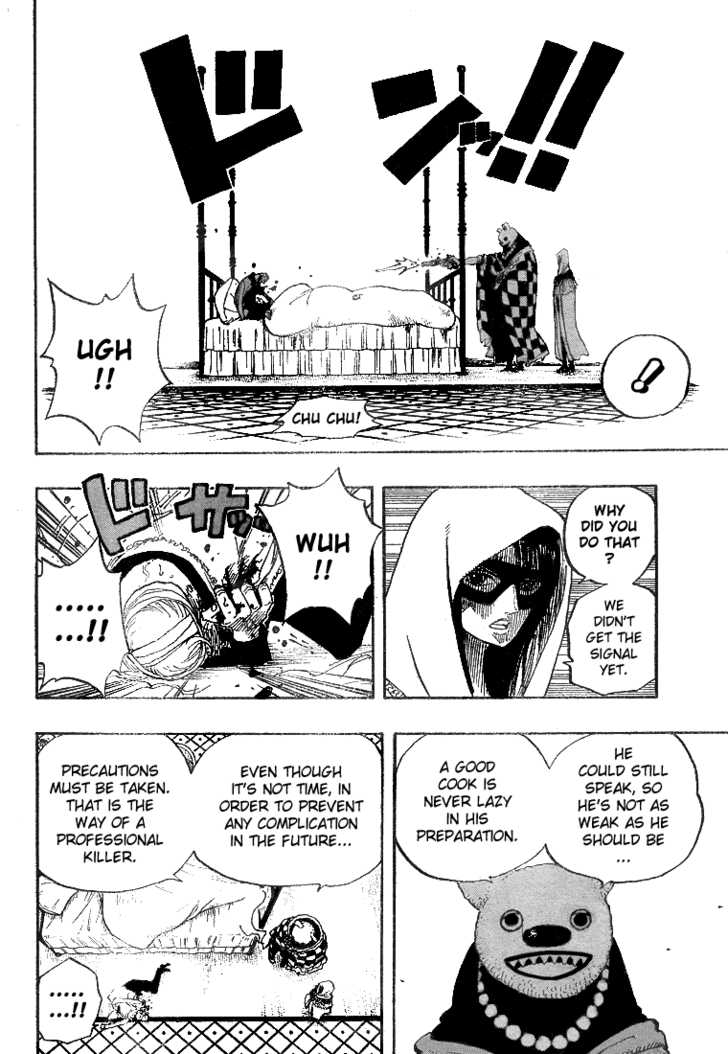 ドン!!
UGH
!!
CHU CHU!
!
WHY
DID YOU
DO THAT
?
WE
DIDN'T
GET THE
SIGNAL
YET.
ドサッ
WUH
!!
.....
...!!
HE
COULD STILL
SPEAK, SO
HE'S NOT AS
WEAK AS HE
SHOULD BE
...
A GOOD
COOK IS
NEVER LAZY
IN HIS
PREPARATION.
EVEN THOUGH
IT'S NOT TIME, IN
ORDER TO PREVENT
ANY COMPLICATION
IN THE FUTURE...
PRECAUTIONS
MUST BE TAKEN.
THAT IS THE
WAY OF A
PROFESSIONAL
KILLER.
.....
...!!